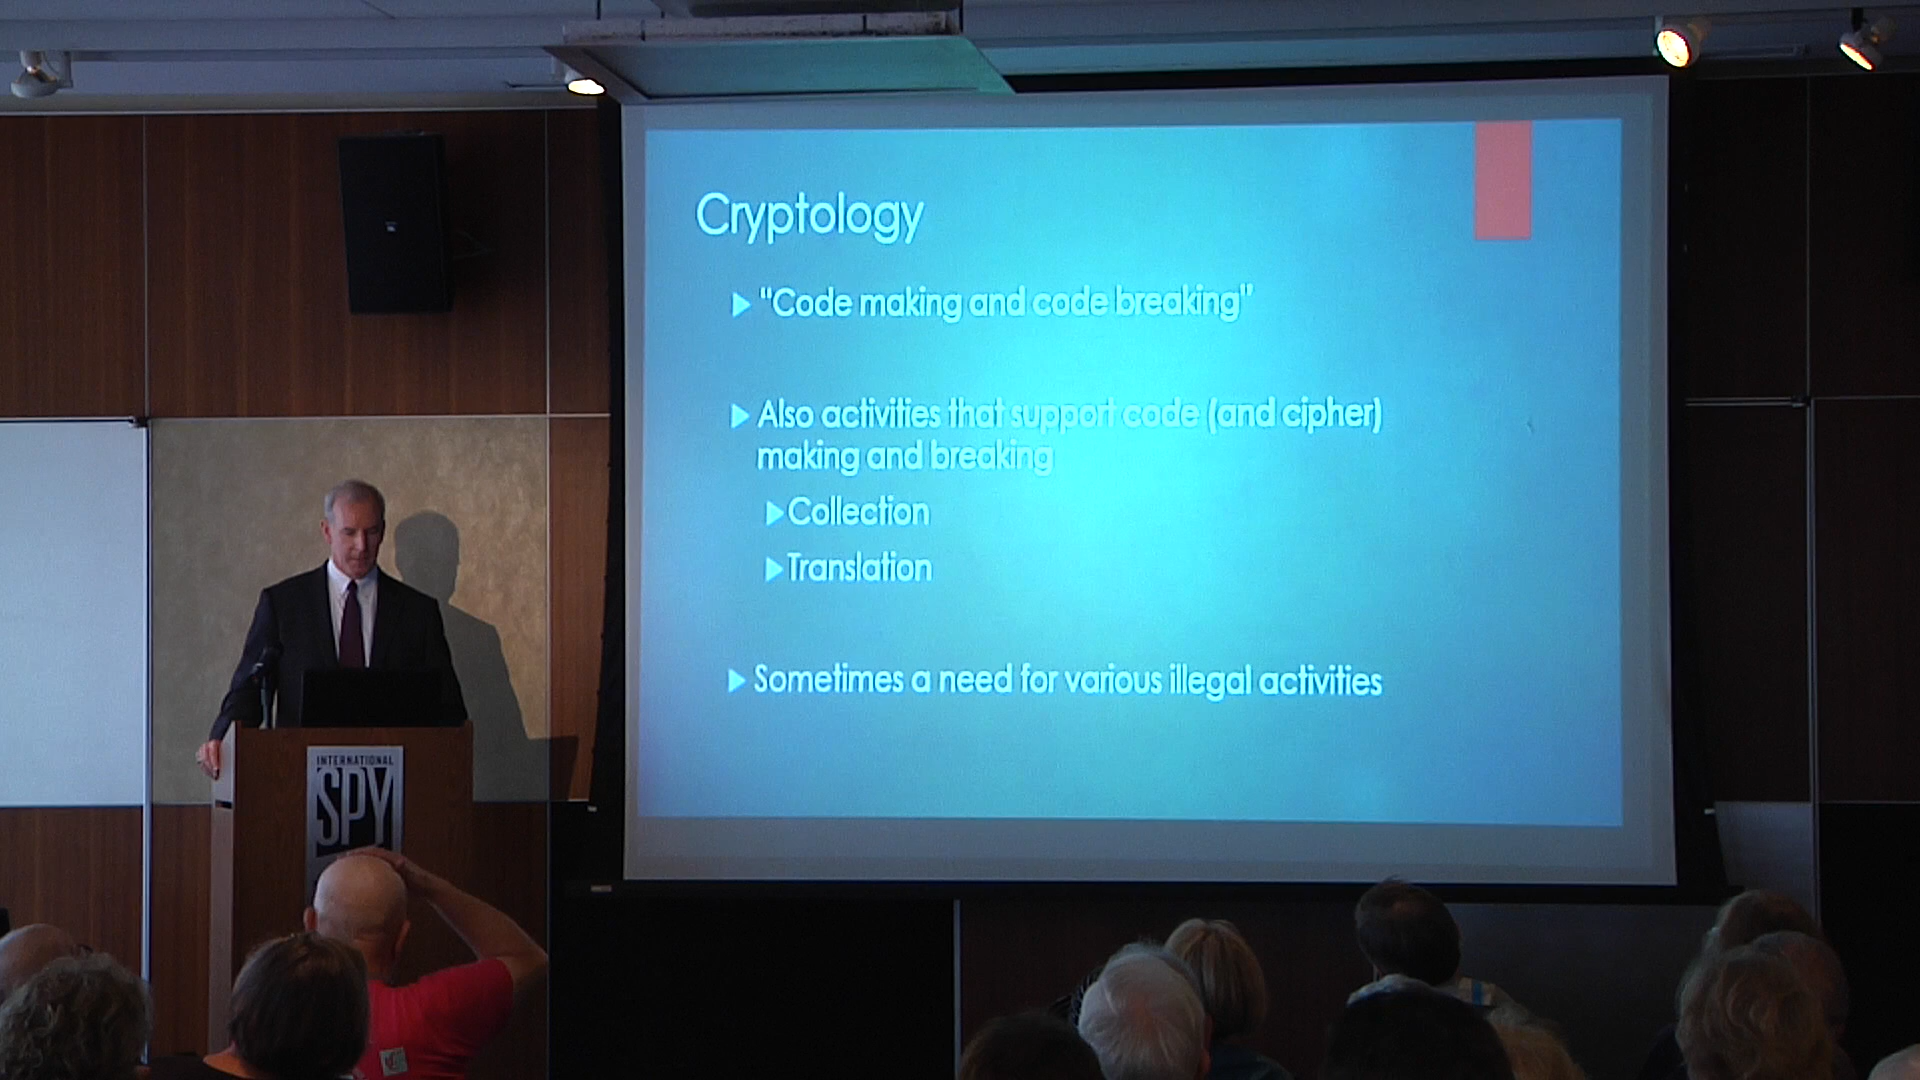 Cryptology
"Code making and code breaking"
Also activities that support code (and cipher)
making and breaking
Collection
Translation
Sometimes a need for various illegal activities
INTERNATIONAL
SPY